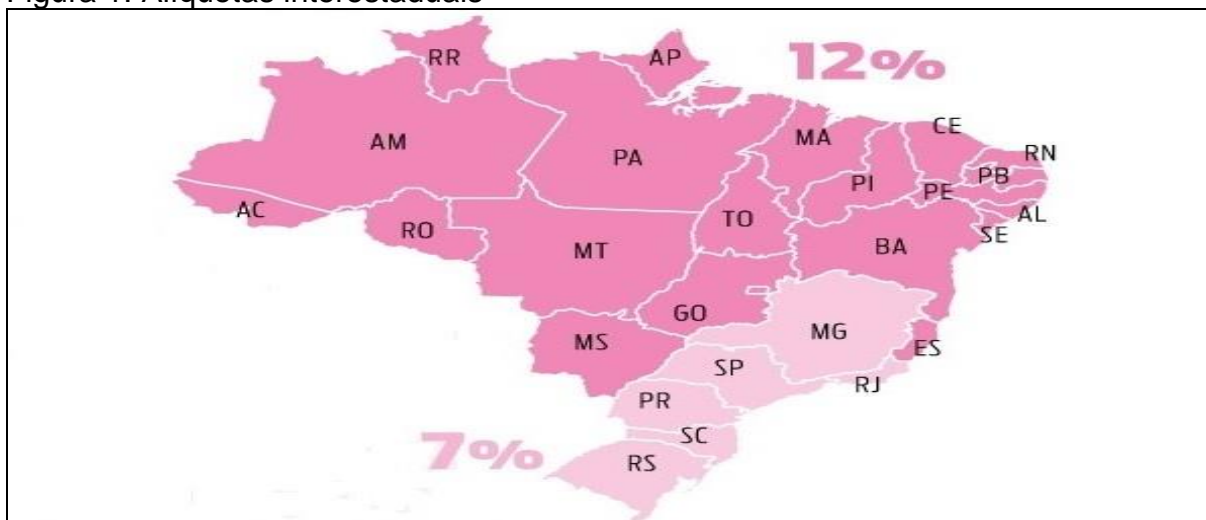 Figura 1: Alíquotas interestaduais
12%
RR
AP
AM
PA
MA
CE
RN
PB
PI
PE
AC
TO
AL
RO
SE
MT
BA
GO
MG
MS
ES
SP
RJ
PR
SC
7%
RS